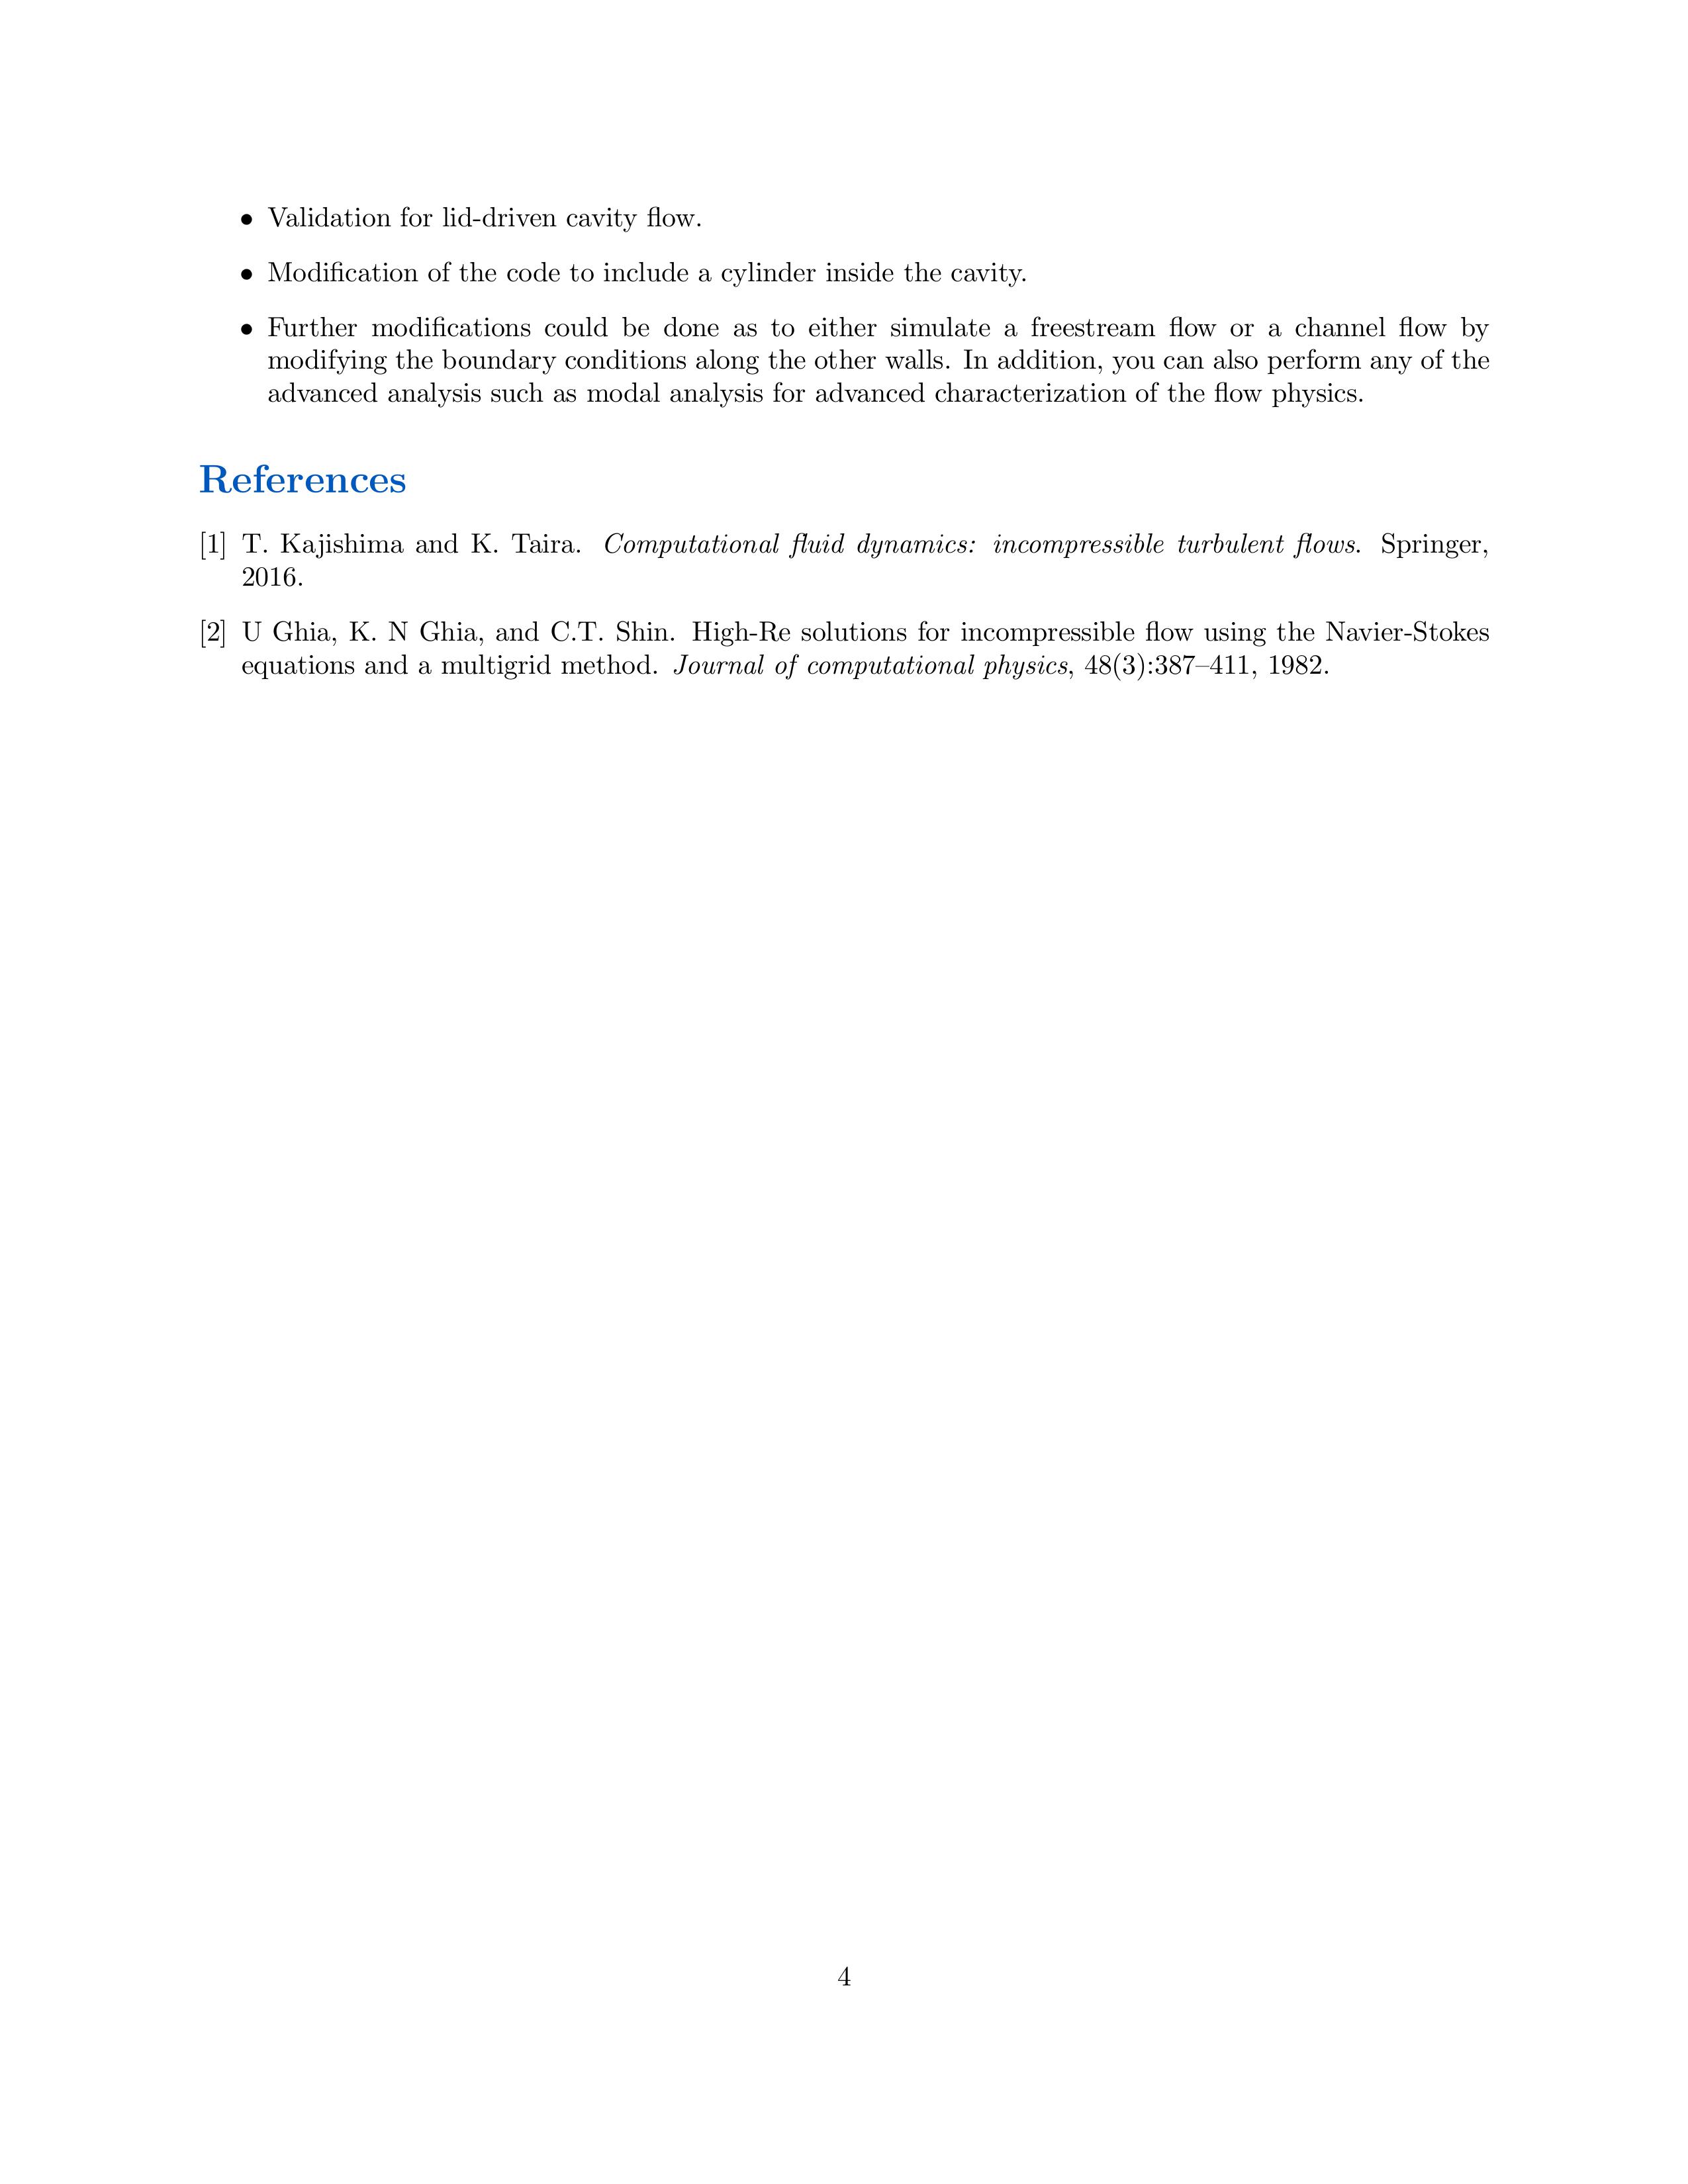 • Validation for lid-driven cavity flow.
• Modification of the code to include a cylinder inside the cavity.
• Further modifications could be done as to either simulate a freestream flow or a channel flow by
modifying the boundary conditions along the other walls. In addition, you can also perform any of the
advanced analysis such as modal analysis for advanced characterization of the flow physics.
References
[1] T. Kajishima and K. Taira. Computational fluid dynamics: incompressible turbulent flows. Springer,
2016.
[2] U Ghia, K. N Ghia, and C.T. Shin. High-Re solutions for incompressible flow using the Navier-Stokes
equations and a multigrid method. Journal of computational physics, 48(3):387–411, 1982.
4